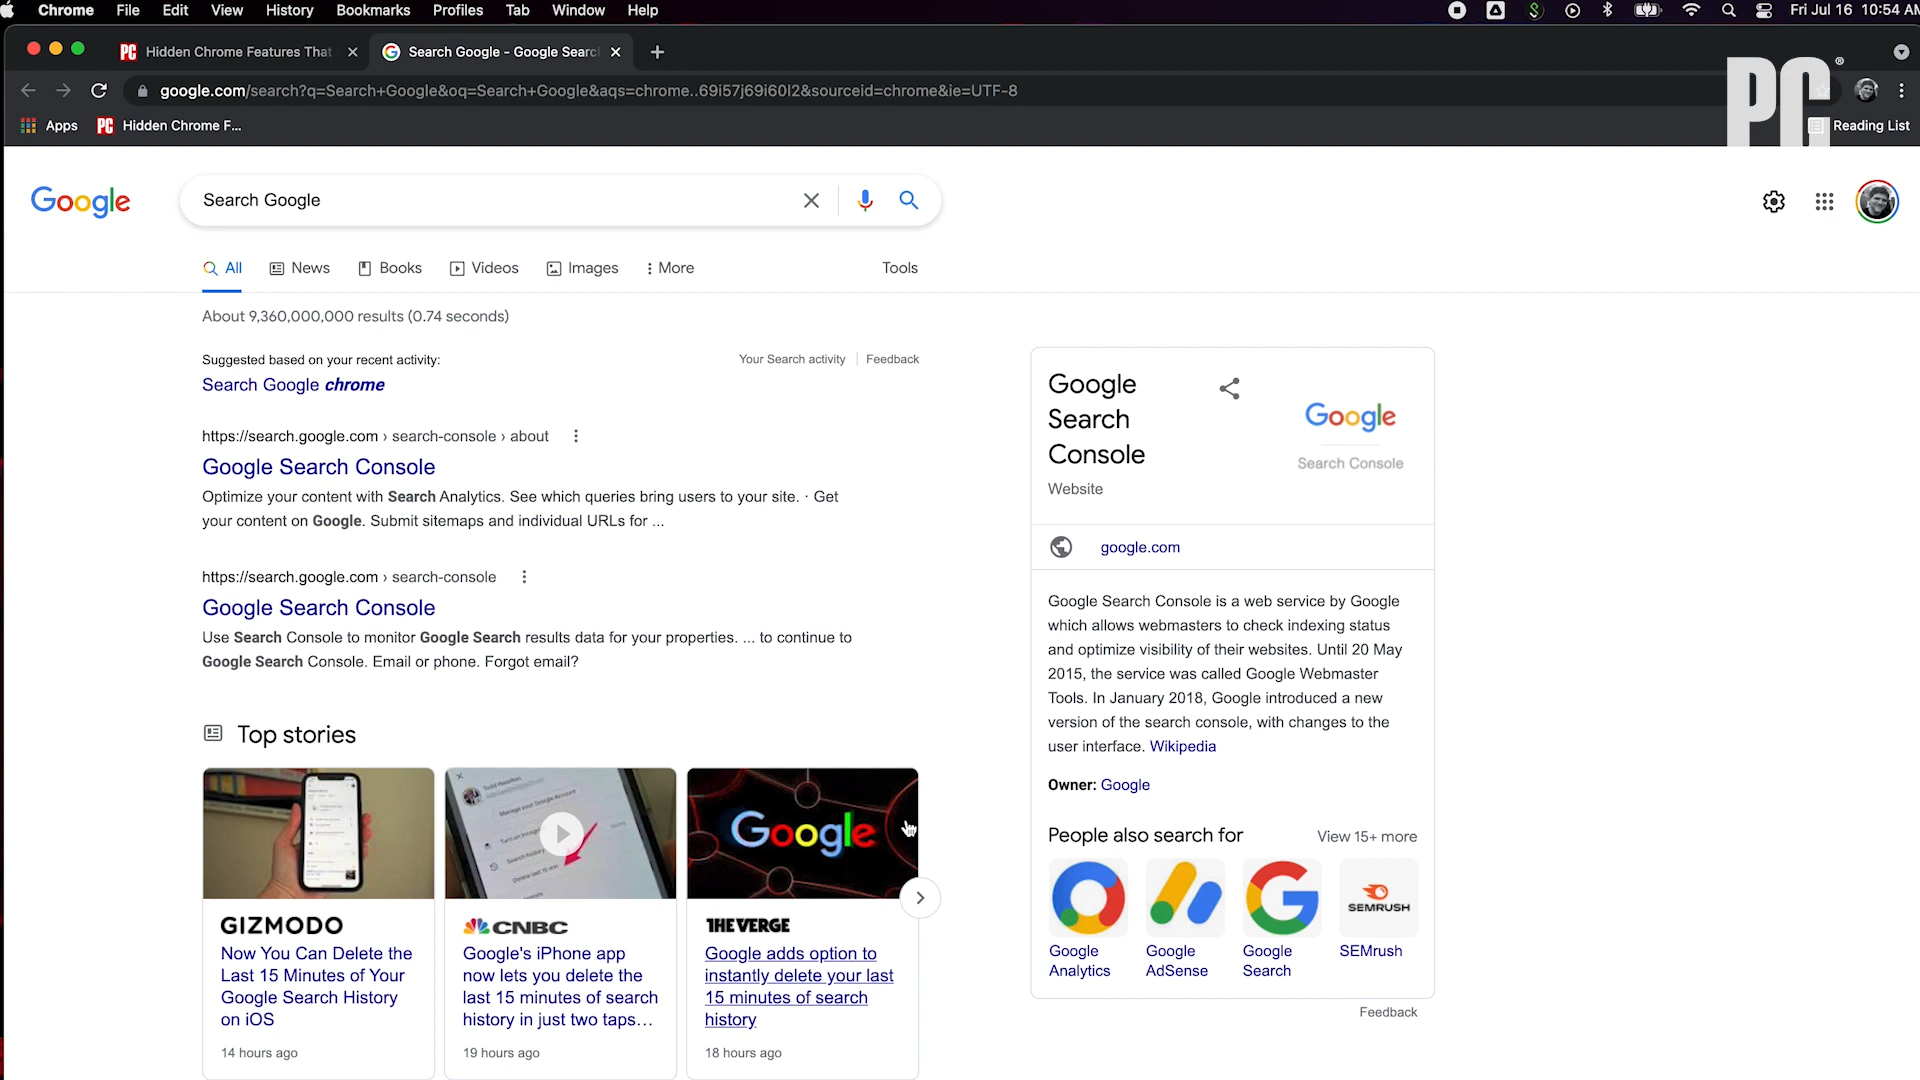 Chrome File Edit View History Bookmarks Profiles Tab Window Help Fri Jul 16 10:54 AM
Hidden Chrome Features That Search Google - Google Searc
google.com/search?q=Search+Google&oq=Search+Google&aqs=chrome..69i57j69i60l2&sourceid=chrome&ie=UTF-8
PC®
Apps PC Hidden Chrome F... Reading List
Google Search Google
All News Books Videos Images More Tools
About 9,360,000,000 results (0.74 seconds)
Suggested based on your recent activity: Your Search activity Feedback
Search Google chrome
https://search.google.com › search-console › about
Google Search Console
Optimize your content with Search Analytics. See which queries bring users to your site. · Get
your content on Google. Submit sitemaps and individual URLs for ...
https://search.google.com › search-console
Google Search Console
Use Search Console to monitor Google Search results data for your properties. ... to continue to
Google Search Console. Email or phone. Forgot email?
Top stories
Manage your Google Account
Search history
Delete last 15 min
Google
GIZMODO
Now You Can Delete the
Last 15 Minutes of Your
Google Search History
on iOS
14 hours ago
CNBC
Google's iPhone app
now lets you delete the
last 15 minutes of search
history in just two taps...
19 hours ago
THE VERGE
Google adds option to
instantly delete your last
15 minutes of search
history
18 hours ago
Google
Search
Console
Website
Google
Search Console
google.com
Google Search Console is a web service by Google
which allows webmasters to check indexing status
and optimize visibility of their websites. Until 20 May
2015, the service was called Google Webmaster
Tools. In January 2018, Google introduced a new
version of the search console, with changes to the
user interface. Wikipedia
Owner: Google
People also search for View 15+ more
SEMRUSH
Google
Analytics
Google
AdSense
Google
Search
SEMrush
Feedback